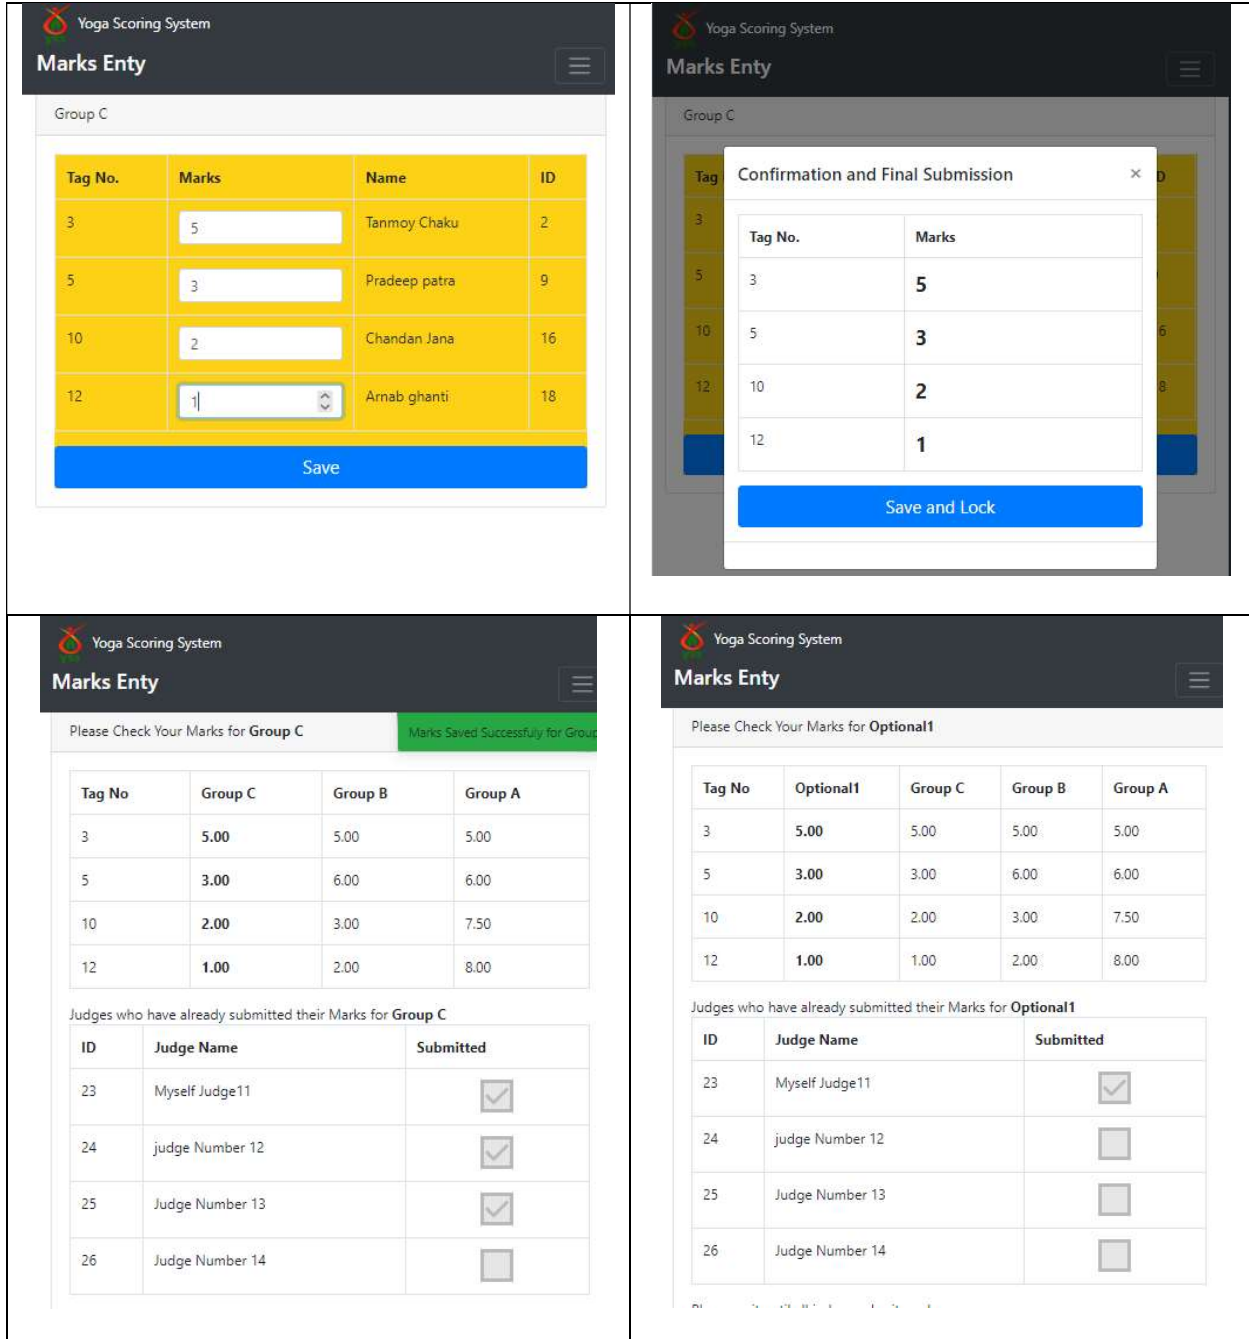 Yoga Scoring System
Marks Enty
Group C
Tag No. Marks Name ID
3 5 Tanmoy Chaku 2
5 3 Pradeep patra 9
10 2 Chandan Jana 16
12 1 Arnab ghanti 18
Save
Yoga Scoring System
Marks Enty
Group C
Tag
Confirmation and Final Submission ×
Tag No. Marks
3 5
5 3
10 2
12 1
Save and Lock
Yoga Scoring System
Marks Enty
Please Check Your Marks for Group C
Marks Saved Successfuly for Group
Tag No Group C Group B Group A
3 5.00 5.00 5.00
5 3.00 6.00 6.00
10 2.00 3.00 7.50
12 1.00 2.00 8.00
Judges who have already submitted their Marks for Group C
ID Judge Name Submitted
23 Myself Judge11
24 judge Number 12
25 Judge Number 13
26 Judge Number 14
Yoga Scoring System
Marks Enty
Please Check Your Marks for Optional1
Tag No Optional1 Group C Group B Group A
3 5.00 5.00 5.00 5.00
5 3.00 3.00 6.00 6.00
10 2.00 2.00 3.00 7.50
12 1.00 1.00 2.00 8.00
Judges who have already submitted their Marks for Optional1
ID Judge Name Submitted
23 Myself Judge11
24 judge Number 12
25 Judge Number 13
26 Judge Number 14